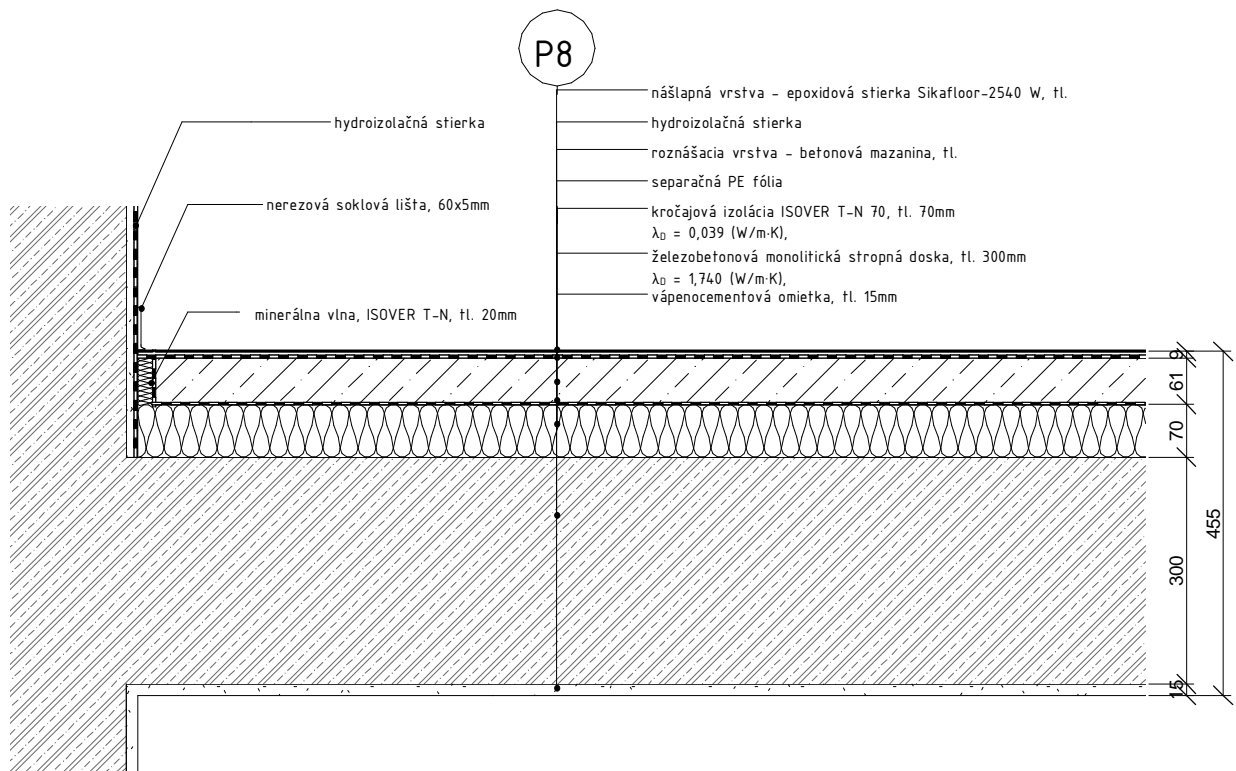 P8
nášlapná vrstva - epoxidová stierka Sikafloor-2540 W, tl.
hydroizolačná stierka
roznášacia vrstva - betonová mazanina, tl.
separačná PE fólia
kročajová izolácia ISOVER T-N 70, tl. 70mm
λD = 0,039 (W/m·K),
železobetonová monolitická stropná doska, tl. 300mm
λD = 1,740 (W/m·K),
vápenocementová omietka, tl. 15mm
hydroizolačná stierka
nerezová soklová lišta, 60x5mm
minerálna vlna, ISOVER T-N, tl. 20mm
9
61
70
300
15
455